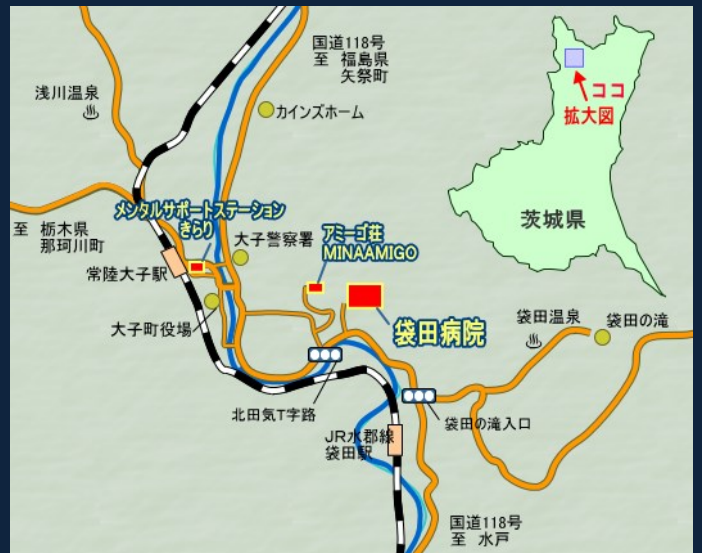 国道118号
至 福島県
矢祭町
ココ
拡大図
浅川温泉
カインズホーム
茨城県
メンタルサポートステーション
きらり
至 栃木県
那珂川町
大子警察署
アミーゴ荘
MINAAMIGO
常陸大子駅
大子町役場
袋田病院
袋田温泉
袋田の滝
北田気T字路
袋田の滝入口
JR水郡線
袋田駅
国道118号
至 水戸